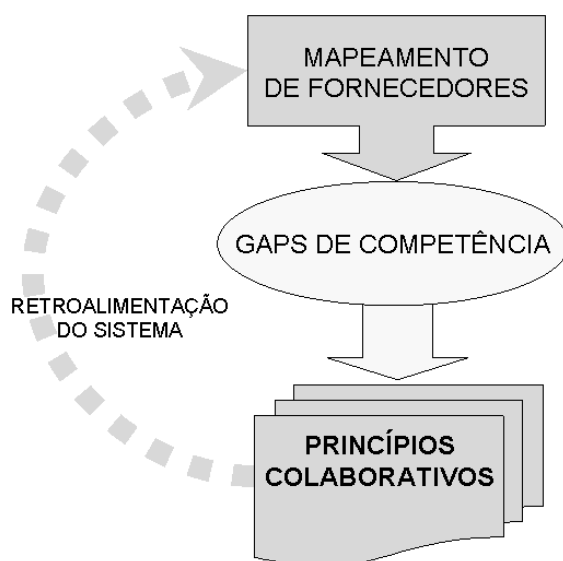 MAPEAMENTO
DE FORNECEDORES
GAPS DE COMPETÊNCIA
RETROALIMENTAÇÃO
DO SISTEMA
PRINCÍPIOS
COLABORATIVOS